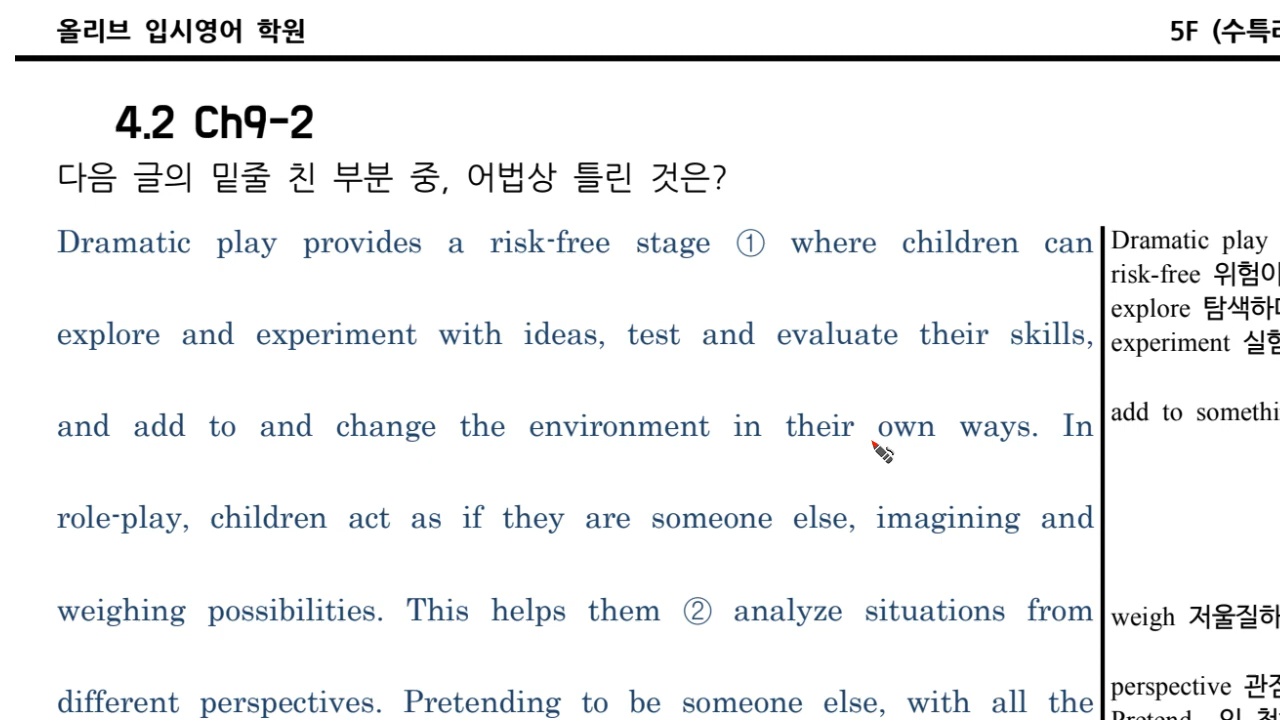 올리브 입시영어 학원
5F (수특
4.2 Ch9-2
다음 글의 밑줄 친 부분 중, 어법상 틀린 것은?
Dramatic play provides a risk-free stage ① where children can
explore and experiment with ideas, test and evaluate their skills,
and add to and change the environment in their own ways. In
role-play, children act as if they are someone else, imagining and
weighing possibilities. This helps them ② analyze situations from
different perspectives. Pretending to be someone else, with all the
Dramatic play
risk-free 위험이
explore 탐색하
experiment 실험
add to
weigh 저울질하
perspective 관점